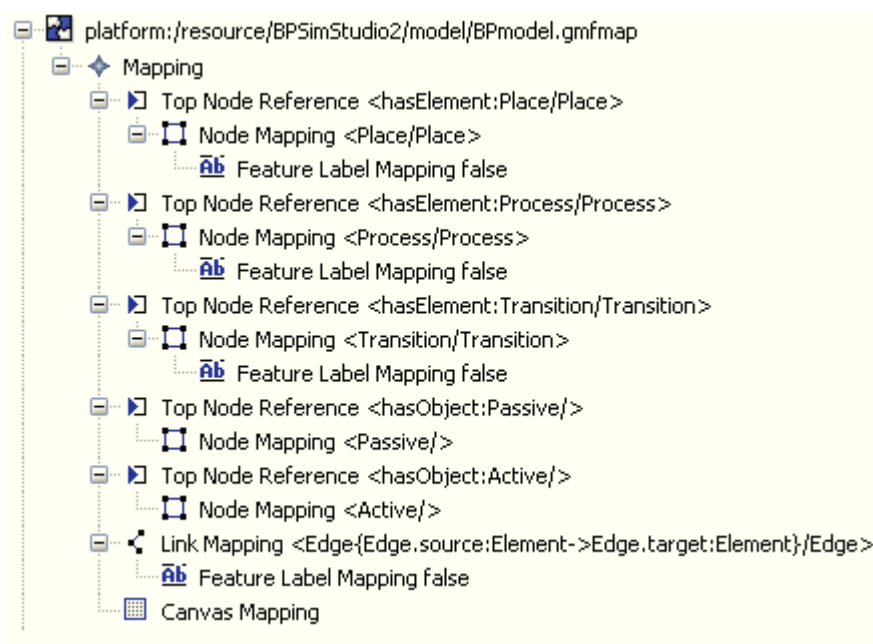 platform:/resource/BPSimStudio2/model/BPmodel.gmfmap
Mapping
Top Node Reference <hasElement:Place/Place>
Node Mapping <Place/Place>
Ab Feature Label Mapping false
Top Node Reference <hasElement:Process/Process>
Node Mapping <Process/Process>
Ab Feature Label Mapping false
Top Node Reference <hasElement:Transition/Transition>
Node Mapping <Transition/Transition>
Ab Feature Label Mapping false
Top Node Reference <hasObject:Passive/>
Node Mapping <Passive/>
Top Node Reference <hasObject:Active/>
Node Mapping <Active/>
Link Mapping <Edge{Edge.source:Element->Edge.target:Element}/Edge>
Ab Feature Label Mapping false
Canvas Mapping